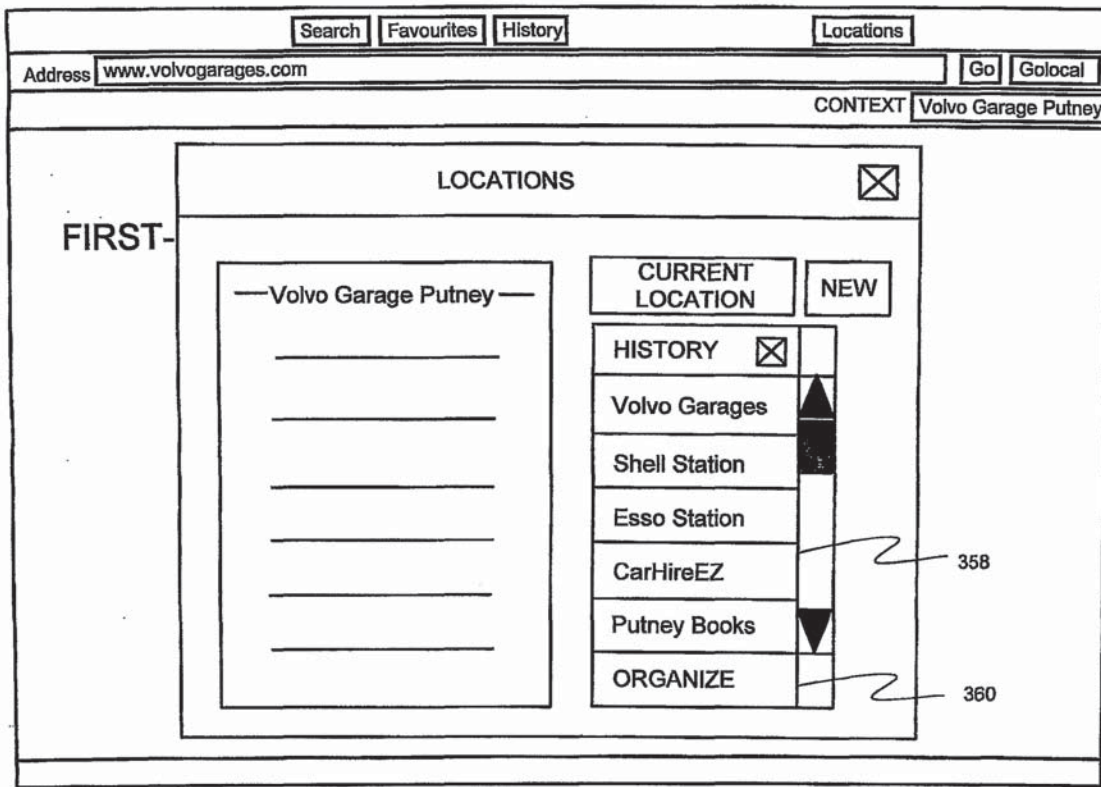 Search Favourites History Locations
Address www.volvogarages.com Go Golocal
CONTEXT Volvo Garage Putney
LOCATIONS
FIRST-
Volvo Garage Putney
CURRENT
LOCATION
NEW
HISTORY
Volvo Garages
Shell Station
Esso Station
CarHireEZ
Putney Books
ORGANIZE
358
360